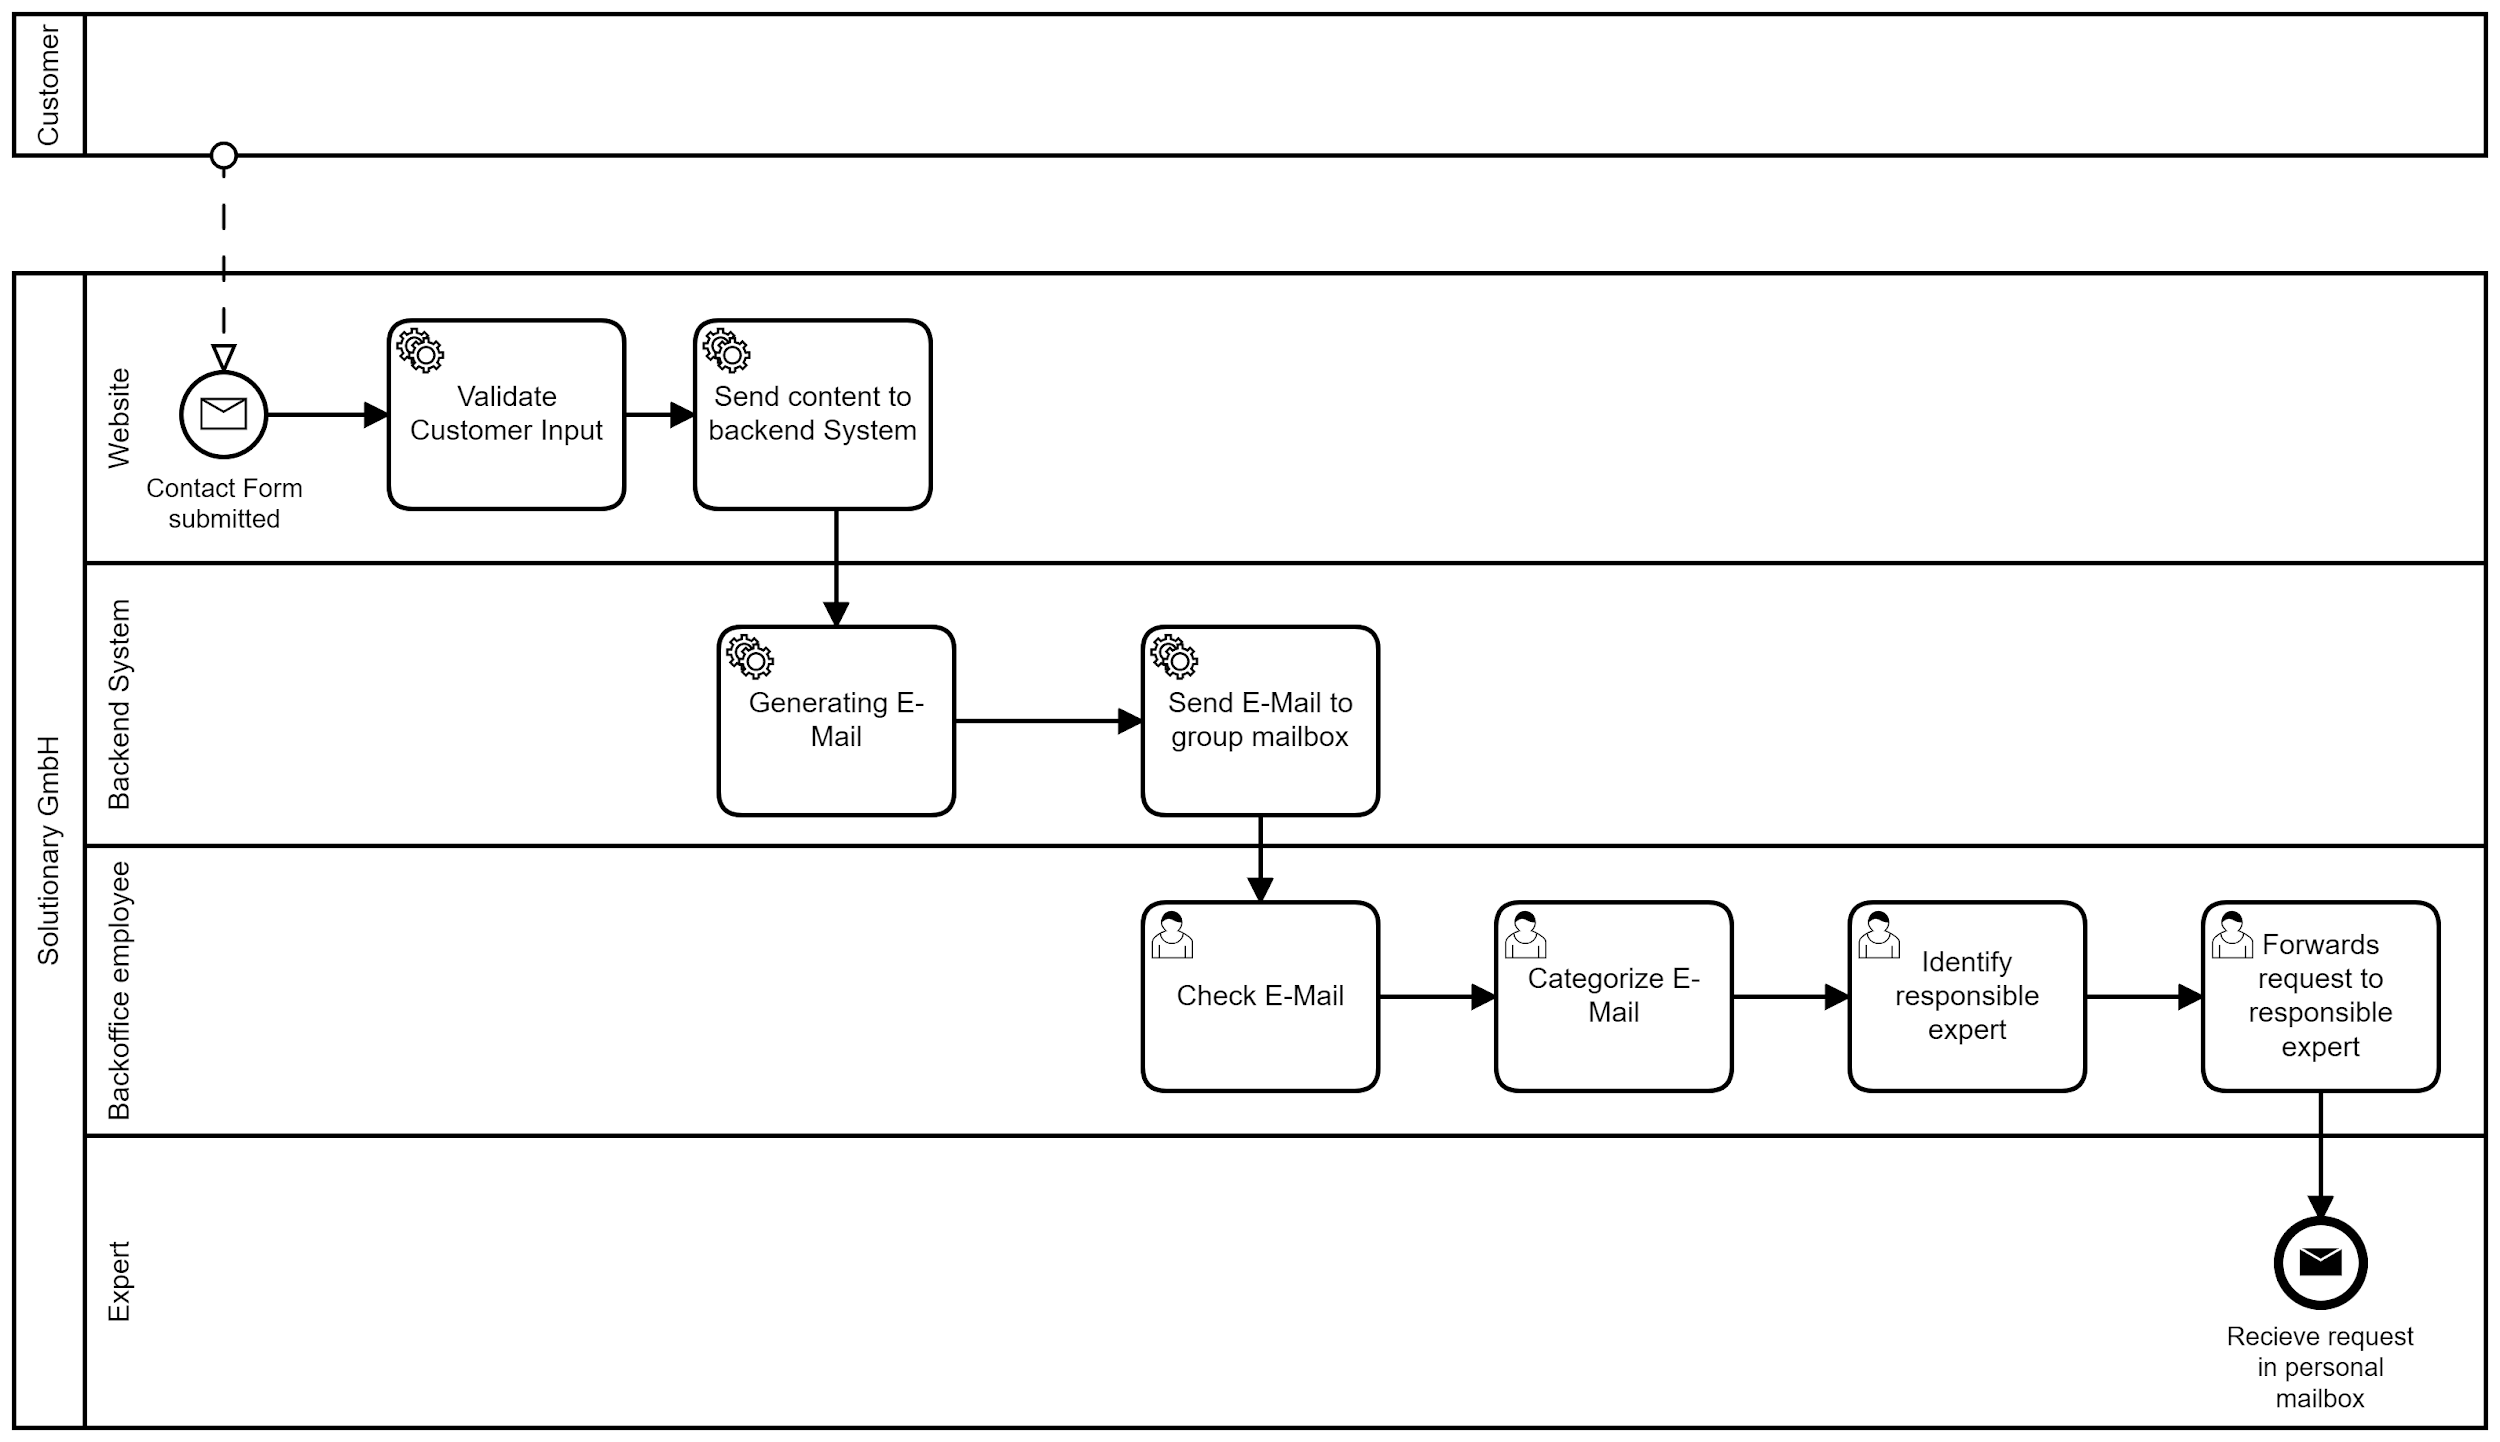 Customer
Solutionary GmbH
Website
Contact Form
submitted
Validate
Customer Input
Send content to
backend System
Backend System
Generating E-
Mail
Send E-Mail to
group mailbox
Backoffice employee
Check E-Mail
Categorize E-
Mail
Identify
responsible
expert
Forwards
request to
responsible
expert
Expert
Recieve request
in personal
mailbox